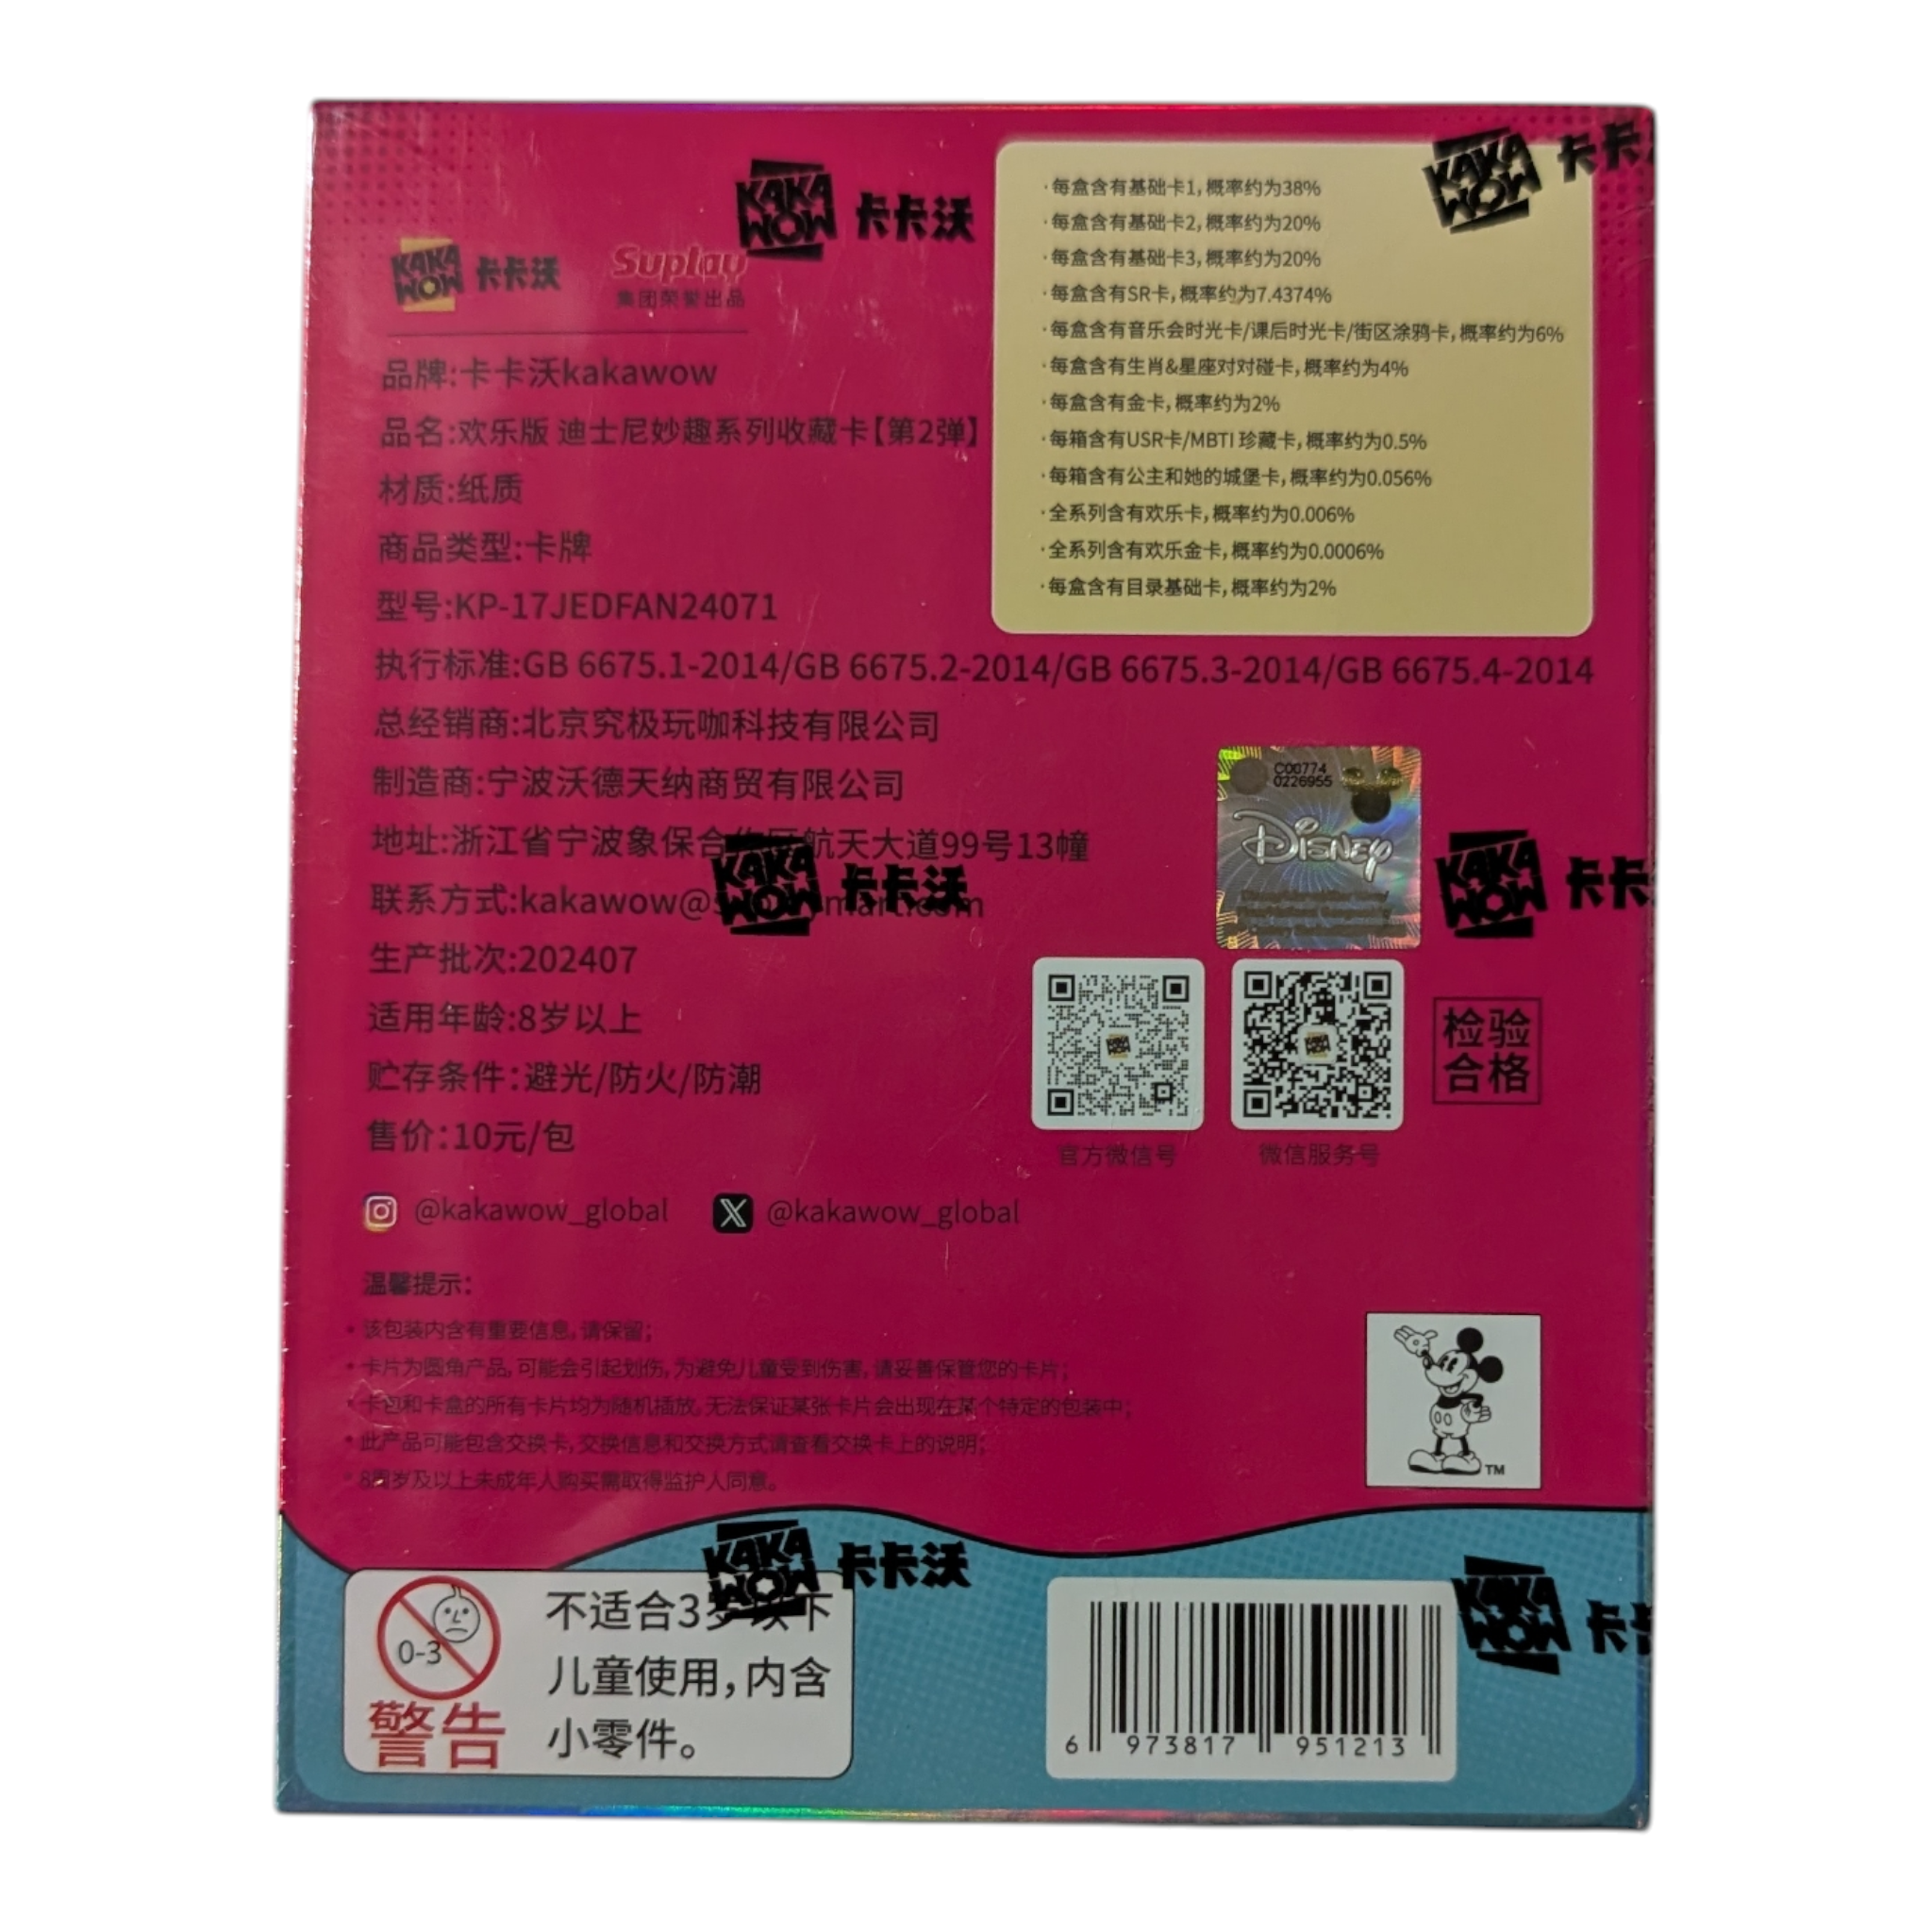 KAKA WOW 卡卡沃
Suplay
集团荣誉出品
品牌:卡卡沃kakawow
品名:欢乐版 迪士尼妙趣系列收藏卡【第2弹】
材质:纸质
商品类型:卡牌
型号:KP-17JEDFAN24071
执行标准:GB 6675.1-2014/GB 6675.2-2014/GB 6675.3-2014/GB 6675.4-2014
总经销商:北京究极玩咖科技有限公司
制造商:宁波沃德天纳商贸有限公司
地址:浙江省宁波象保合作区航天大道99号13幢
联系方式:kakawow@
生产批次:202407
适用年龄:8岁以上
贮存条件:避光/防火/防潮
售价:10元/包
@kakawow_global
@kakawow_global
·每盒含有基础卡1,概率约为38%
·每盒含有基础卡2,概率约为20%
·每盒含有基础卡3,概率约为20%
·每盒含有SR卡,概率约为7.4374%
·每盒含有音乐会时光卡/课后时光卡/街区涂鸦卡,概率约为6%
·每盒含有生肖&星座对对碰卡,概率约为4%
·每盒含有金卡,概率约为2%
·每箱含有USR卡/MBTI 珍藏卡,概率约为0.5%
·每箱含有公主和她的城堡卡,概率约为0.056%
·全系列含有欢乐卡,概率约为0.006%
·全系列含有欢乐金卡,概率约为0.0006%
·每盒含有目录基础卡,概率约为2%
C00774
0226955
Disney
官方微信号
微信服务号
检验
合格
温馨提示:
• 该包装内含有重要信息,请保留;
• 卡片为圆角产品,可能会引起划伤,为避免儿童受到伤害,请妥善保管您的卡片;
• 卡包和卡盒的所有卡片均为随机插放,无法保证某张卡片会出现在某个特定的包装中;
• 此产品可能包含交换卡,交换信息和交换方式请查看交换卡上的说明;
• 8周岁及以上未成年人购买需取得监护人同意。
TM
0-3
警告
不适合3岁以下
儿童使用,内含
小零件。
6 973817 951213
KAKA WOW 卡卡沃
KAKA WOW 卡卡
KAKA WOW 卡卡沃
KAKA WOW 卡卡
KAKA WOW 卡卡沃
KAKA WOW 卡